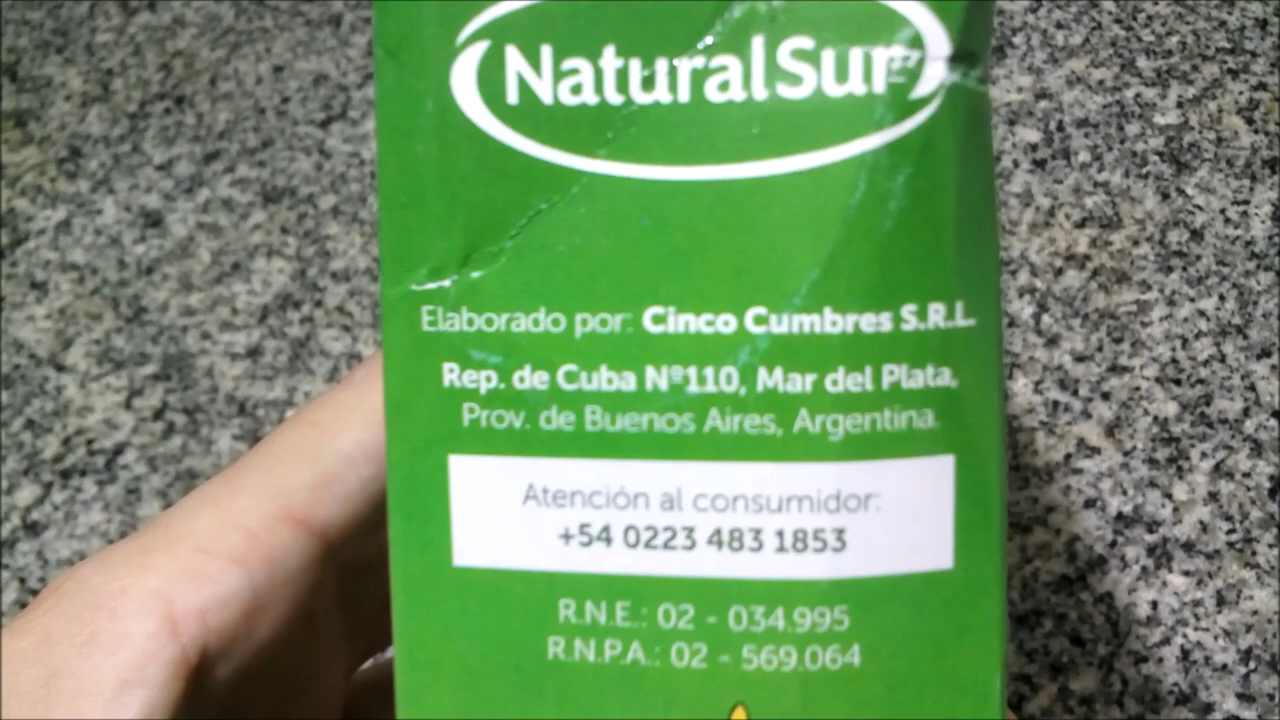 NaturalSur
Elaborado por: Cinco Cumbres S.R.L.
Rep. de Cuba Nº110, Mar del Plata,
Prov. de Buenos Aires, Argentina.
Atención al consumidor:
+54 0223 483 1853
R.N.E.: 02 - 034.995
R.N.P.A.: 02 - 569.064